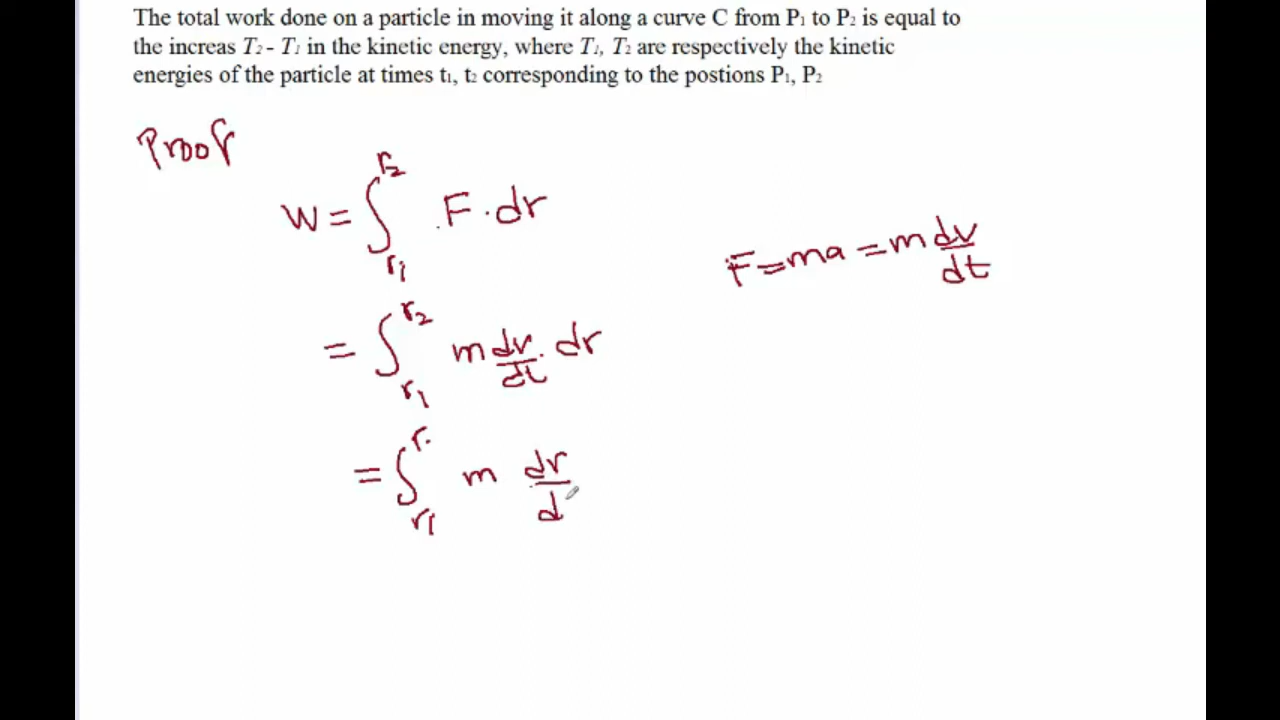 The total work done on a particle in moving it along a curve C from P₁ to P₂ is equal to
the increas T₂ - T₁ in the kinetic energy, where T₁, T₂ are respectively the kinetic
energies of the particle at times t₁, t₂ corresponding to the postions P₁, P₂
Proof
W = ∫_{r₁}^{r₂} F · dr
F = ma = m dv/dt
= ∫_{r₁}^{r₂} m dv/dt · dr
= ∫_{r₁}^{r} m dr/d